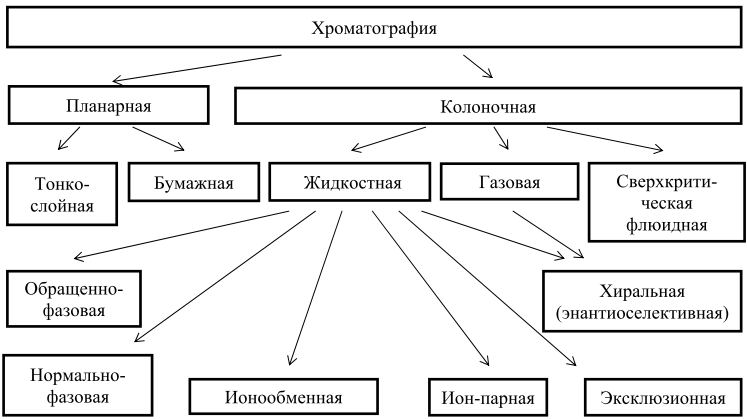 Хроматография
Планарная
Колоночная
Тонко-
слойная
Бумажная
Жидкостная
Газовая
Сверхкрити-
ческая
флюидная
Обращенно-
фазовая
Хиральная
(энантиоселективная)
Нормально-
фазовая
Ионообменная
Ион-парная
Эксклюзионная